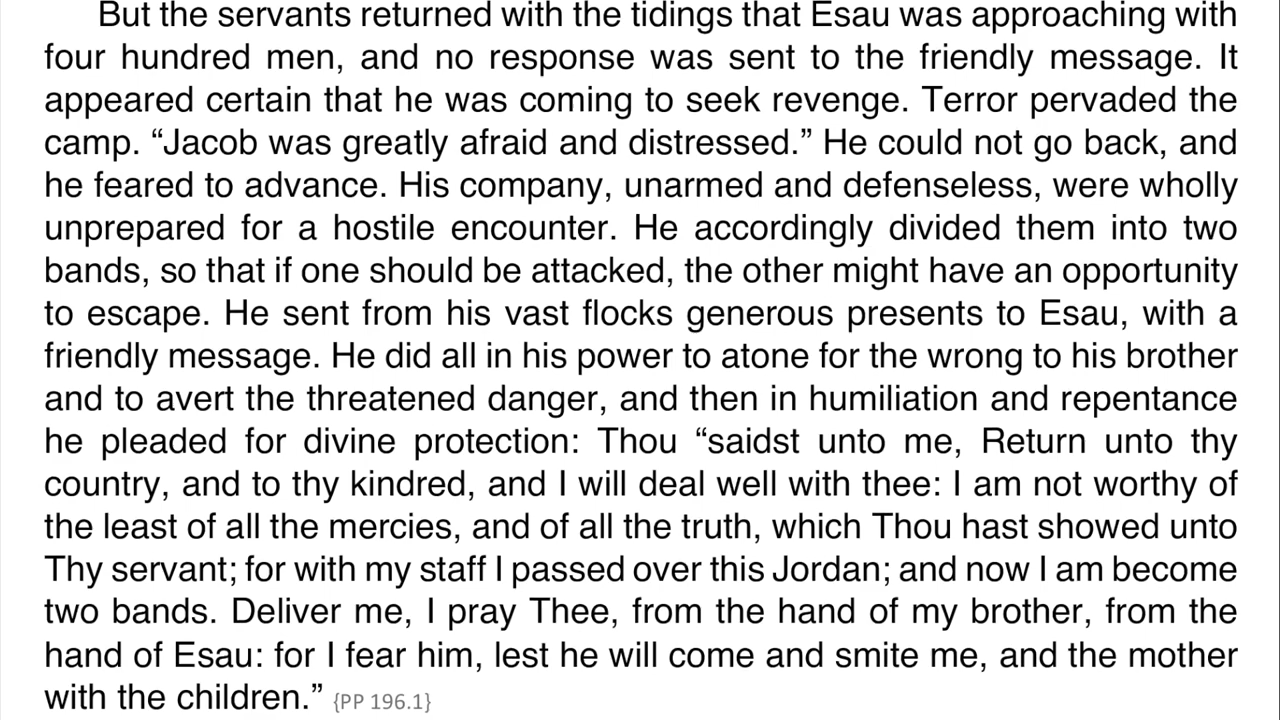 But the servants returned with the tidings that Esau was approaching with
four hundred men, and no response was sent to the friendly message. It
appeared certain that he was coming to seek revenge. Terror pervaded the
camp. “Jacob was greatly afraid and distressed.” He could not go back, and
he feared to advance. His company, unarmed and defenseless, were wholly
unprepared for a hostile encounter. He accordingly divided them into two
bands, so that if one should be attacked, the other might have an opportunity
to escape. He sent from his vast flocks generous presents to Esau, with a
friendly message. He did all in his power to atone for the wrong to his brother
and to avert the threatened danger, and then in humiliation and repentance
he pleaded for divine protection: Thou “saidst unto me, Return unto thy
country, and to thy kindred, and I will deal well with thee: I am not worthy of
the least of all the mercies, and of all the truth, which Thou hast showed unto
Thy servant; for with my staff I passed over this Jordan; and now I am become
two bands. Deliver me, I pray Thee, from the hand of my brother, from the
hand of Esau: for I fear him, lest he will come and smite me, and the mother
with the children.” {PP 196.1}